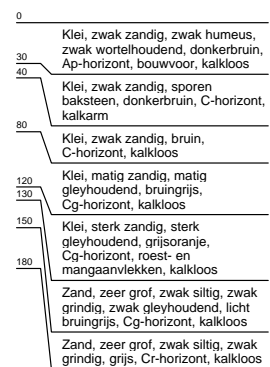 0
Klei, zwak zandig, zwak humeus,
zwak wortelhoudend, donkerbruin,
Ap-horizont, bouwvoor, kalkloos
30
Klei, zwak zandig, sporen
baksteen, donkerbruin, C-horizont,
kalkarm
40
Klei, zwak zandig, bruin,
C-horizont, kalkloos
80
Klei, matig zandig, matig
gleyhoudend, bruingrijs,
Cg-horizont, kalkloos
120
Klei, sterk zandig, sterk
gleyhoudend, grijsoranje,
Cg-horizont, roest- en
mangaanvlekken, kalkloos
130
Zand, zeer grof, zwak siltig, zwak
grindig, zwak gleyhoudend, licht
bruingrijs, Cg-horizont, kalkloos
150
Zand, zeer grof, zwak siltig, zwak
grindig, grijs, Cr-horizont, kalkloos
180